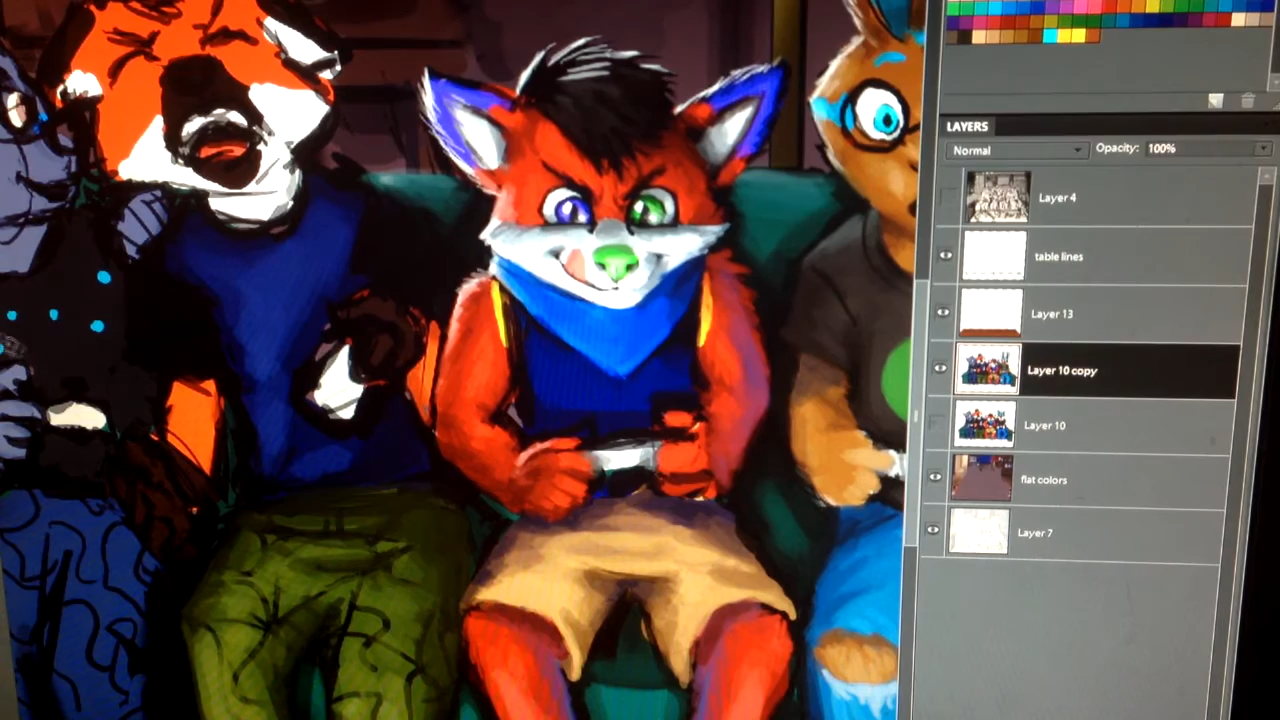 LAYERS
Normal
Opacity: 100%
Layer 4
table lines
Layer 13
Layer 10 copy
Layer 10
flat colors
Layer 7